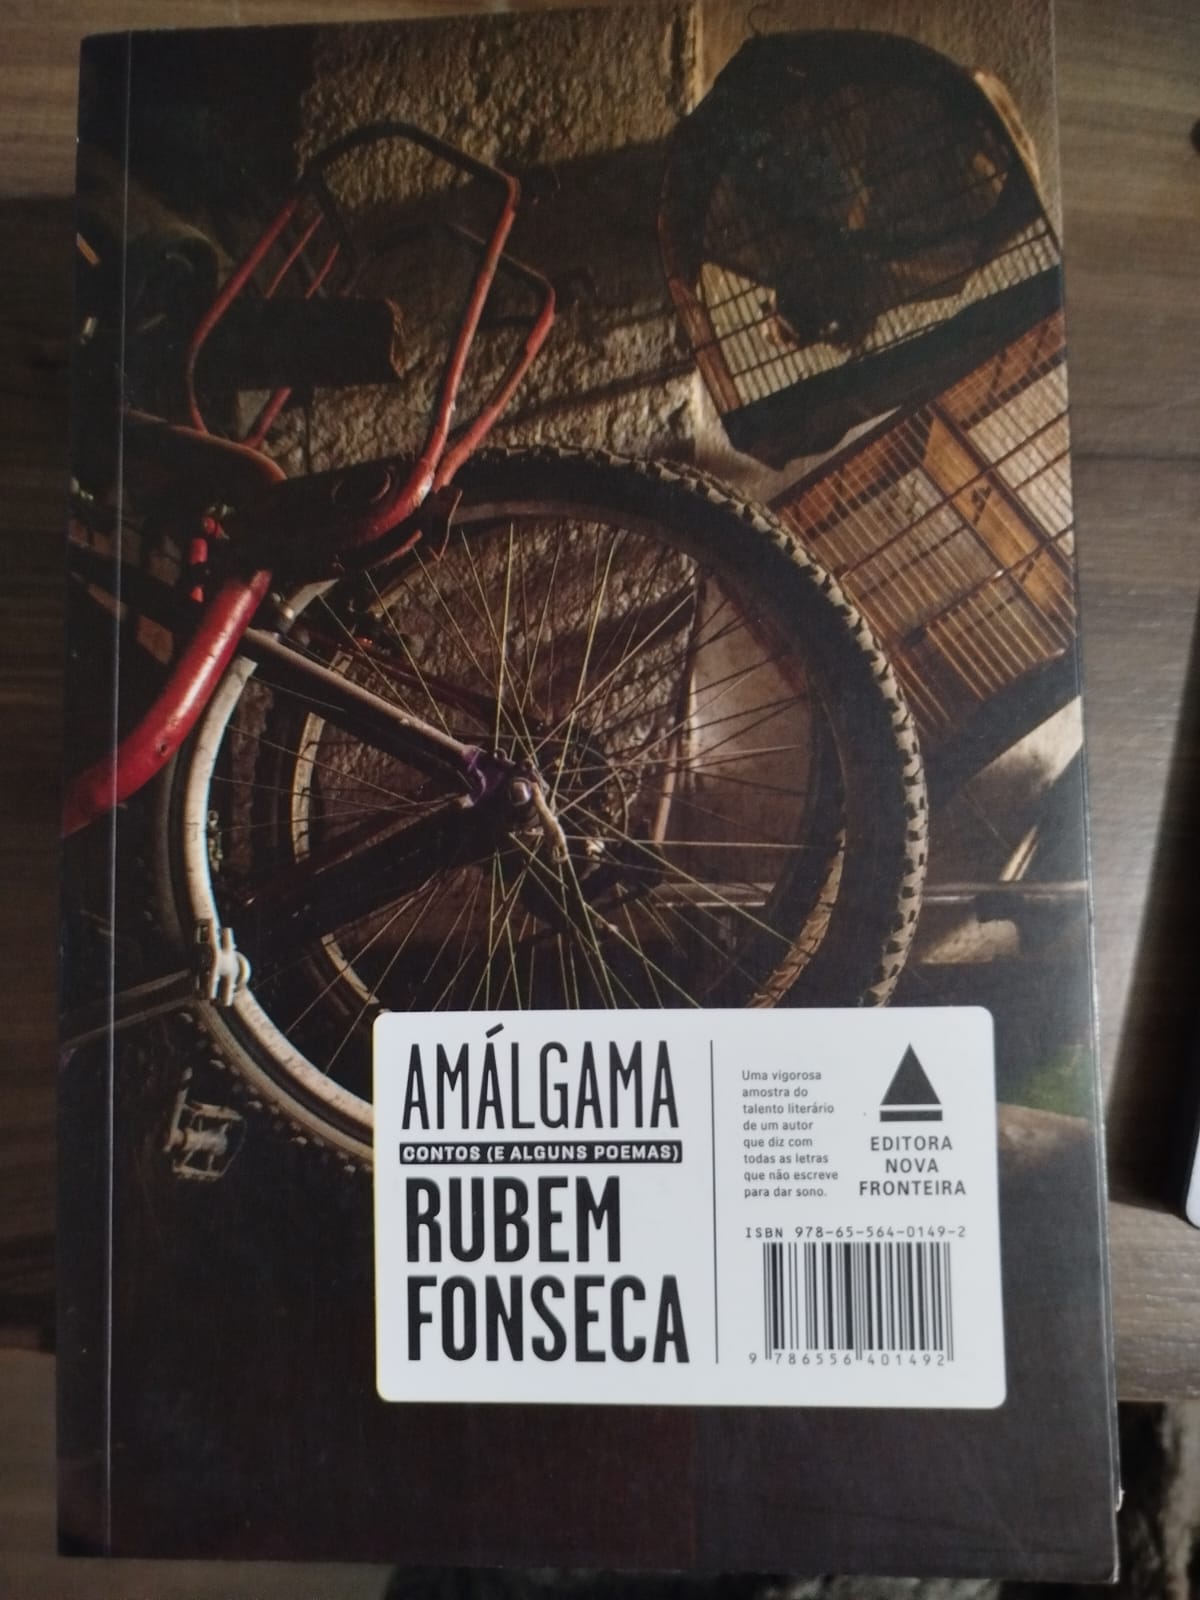 AMÁLGAMA
CONTOS (E ALGUNS POEMAS)
RUBEM
FONSECA
Uma vigorosa
amostra do
talento literário
de um autor
que diz com
todas as letras
que não escreve
para dar sono.
EDITORA
NOVA
FRONTEIRA
ISBN 978-65-564-0149-2
9 786556 401492